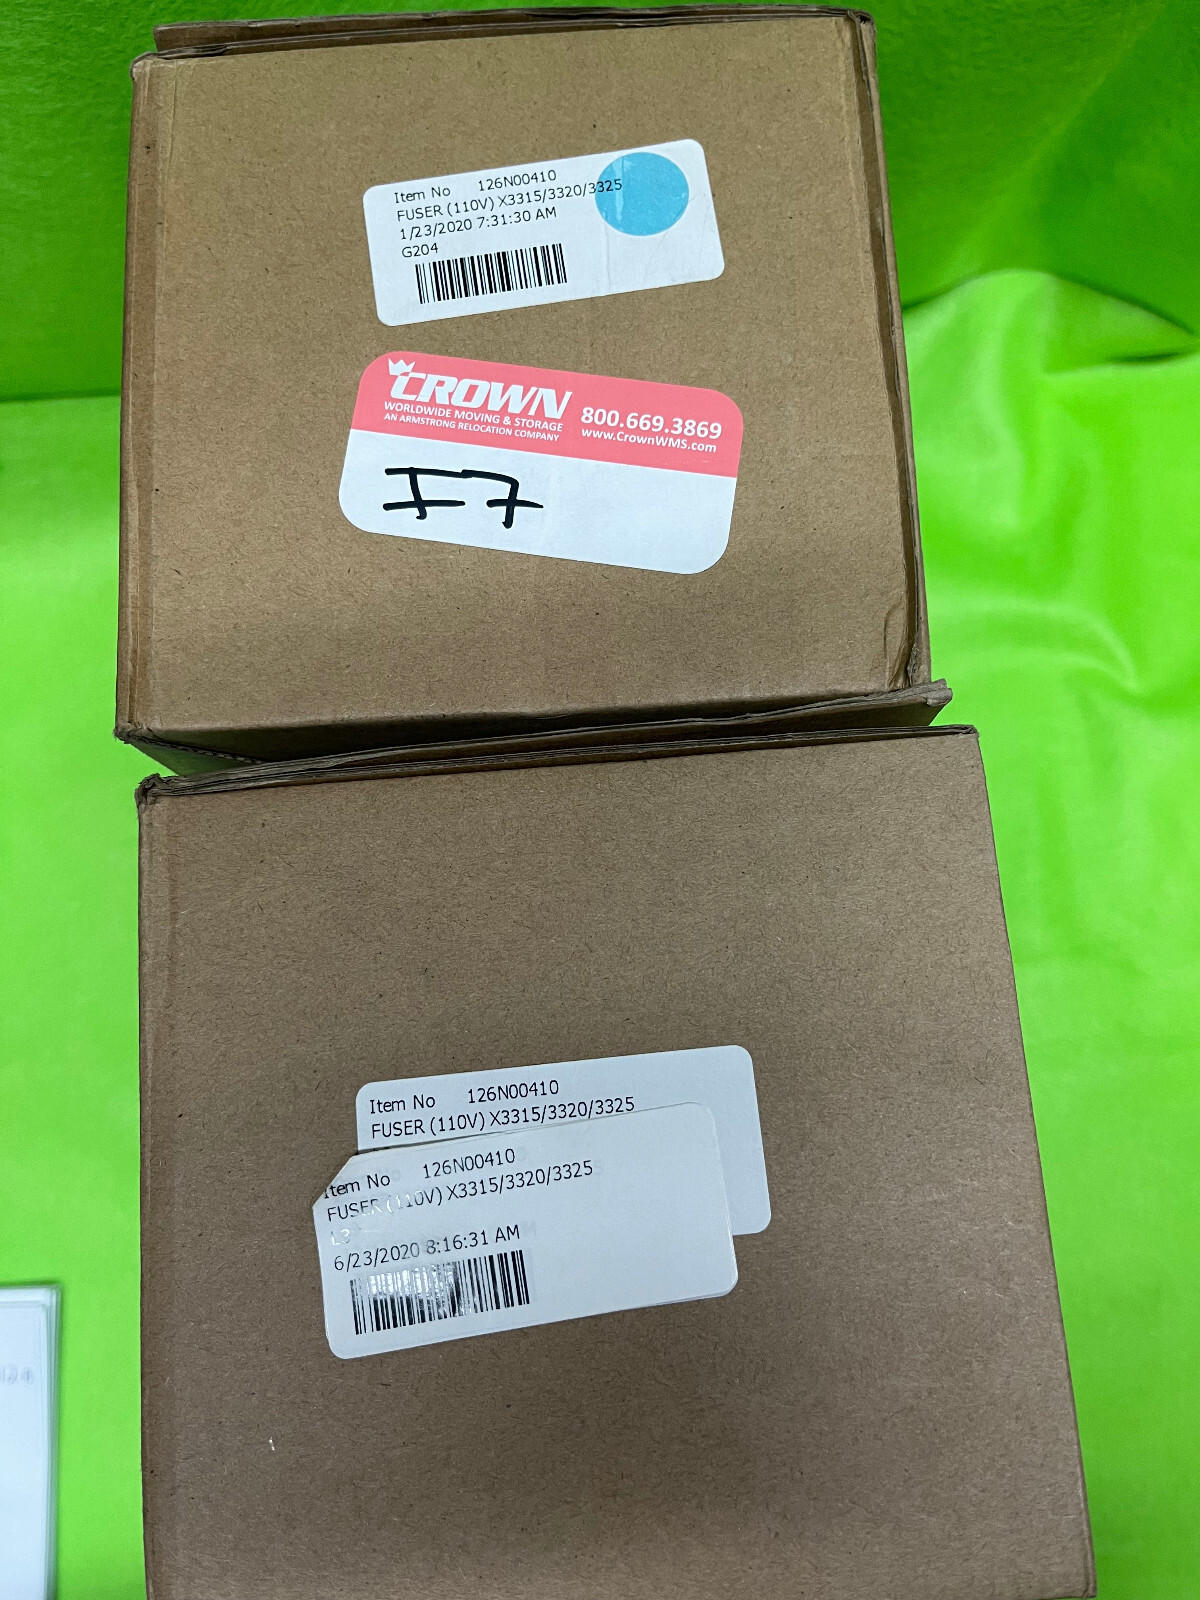 Item No 126N00410
FUSER (110V) X3315/3320/3325
1/23/2020 7:31:30 AM
G204
CROWN
WORLDWIDE MOVING & STORAGE
AN ARMSTRONG RELOCATION COMPANY
800.669.3869
www.CrownWMS.com
I7
Item No 126N00410
FUSER (110V) X3315/3320/3325
Item No 126N00410
FUSER (110V) X3315/3320/3325
L3
6/23/2020 8:16:31 AM